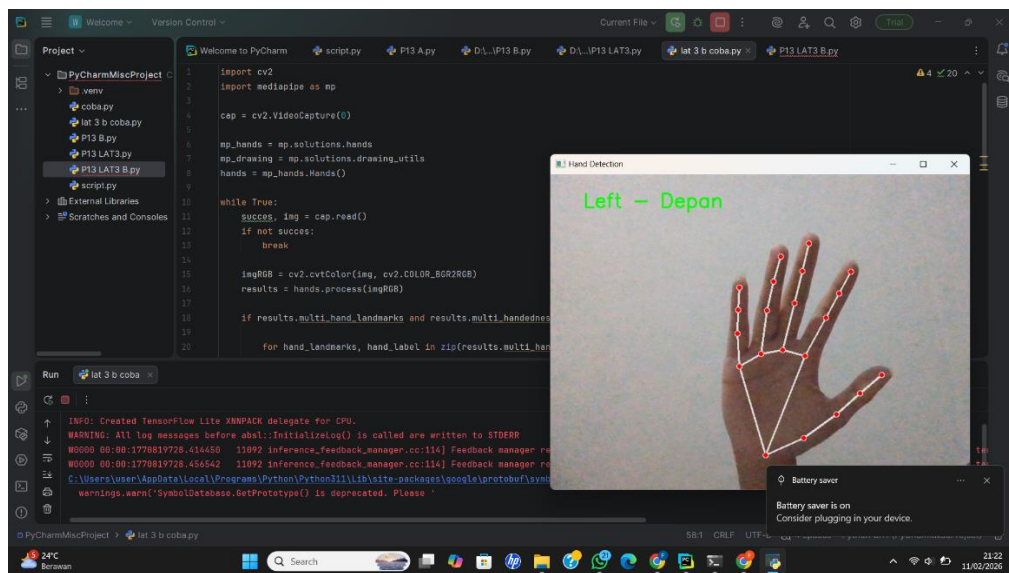 W Welcome
Version Control
Current File
Trial
Project
Welcome to PyCharm
script.py
P13 A.py
D:\...\P13 B.py
D:\...\P13 LAT3.py
lat 3 b coba.py
P13 LAT3 B.py
PyCharmMiscProject
.venv
coba.py
lat 3 b coba.py
P13 B.py
P13 LAT3.py
P13 LAT3 B.py
script.py
External Libraries
Scratches and Consoles
4 20
1 import cv2
2 import mediapipe as mp
3
4 cap = cv2.VideoCapture(0)
5
6 mp_hands = mp.solutions.hands
7 mp_drawing = mp.solutions.drawing_utils
8 hands = mp_hands.Hands()
9
10 while True:
11 succes, img = cap.read()
12 if not succes:
13 break
14
15 imgRGB = cv2.cvtColor(img, cv2.COLOR_BGR2RGB)
16 results = hands.process(imgRGB)
17
18 if results.multi_hand_landmarks and results.multi_handednes
19
20 for hand_landmarks, hand_label in zip(results.multi_han
Hand Detection
Left - Depan
Run
lat 3 b coba
INFO: Created TensorFlow Lite XNNPACK delegate for CPU.
WARNING: All log messages before absl::InitializeLog() is called are written to STDERR
W0000 00:00:1770819728.414450 11092 inference_feedback_manager.cc:114] Feedback manager re
W0000 00:00:1770819728.456542 11092 inference_feedback_manager.cc:114] Feedback manager re
C:\Users\user\AppData\Local\Programs\Python\Python311\Lib\site-packages\google\protobuf\symb
warnings.warn('SymbolDatabase.GetPrototype() is deprecated. Please '
Battery saver
Battery saver is on
Consider plugging in your device.
PyCharmMiscProject > lat 3 b coba.py
56:1 CRLF
24°C
Berawan
Search
21:22
11/02/2026